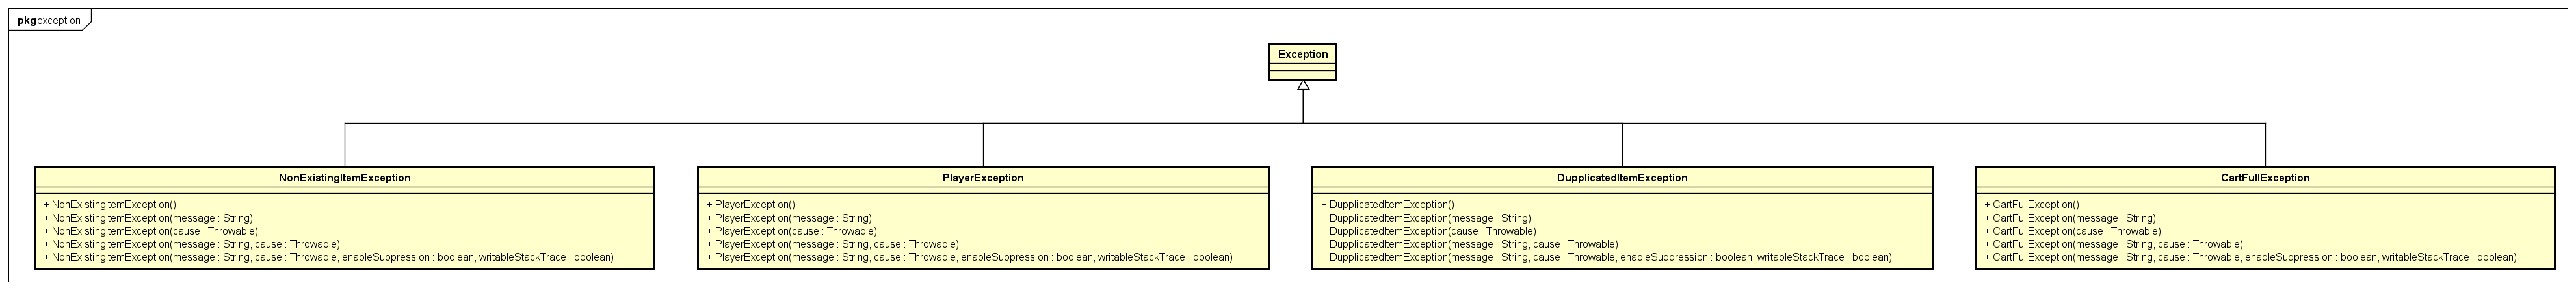 pkg exception
Exception
NonExistingItemException
+ NonExistingItemException()
+ NonExistingItemException(message : String)
+ NonExistingItemException(cause : Throwable)
+ NonExistingItemException(message : String, cause : Throwable)
+ NonExistingItemException(message : String, cause : Throwable, enableSuppression : boolean, writableStackTrace : boolean)
PlayerException
+ PlayerException()
+ PlayerException(message : String)
+ PlayerException(cause : Throwable)
+ PlayerException(message : String, cause : Throwable)
+ PlayerException(message : String, cause : Throwable, enableSuppression : boolean, writableStackTrace : boolean)
DupplicatedItemException
+ DupplicatedItemException()
+ DupplicatedItemException(message : String)
+ DupplicatedItemException(cause : Throwable)
+ DupplicatedItemException(message : String, cause : Throwable)
+ DupplicatedItemException(message : String, cause : Throwable, enableSuppression : boolean, writableStackTrace : boolean)
CartFullException
+ CartFullException()
+ CartFullException(message : String)
+ CartFullException(cause : Throwable)
+ CartFullException(message : String, cause : Throwable)
+ CartFullException(message : String, cause : Throwable, enableSuppression : boolean, writableStackTrace : boolean)